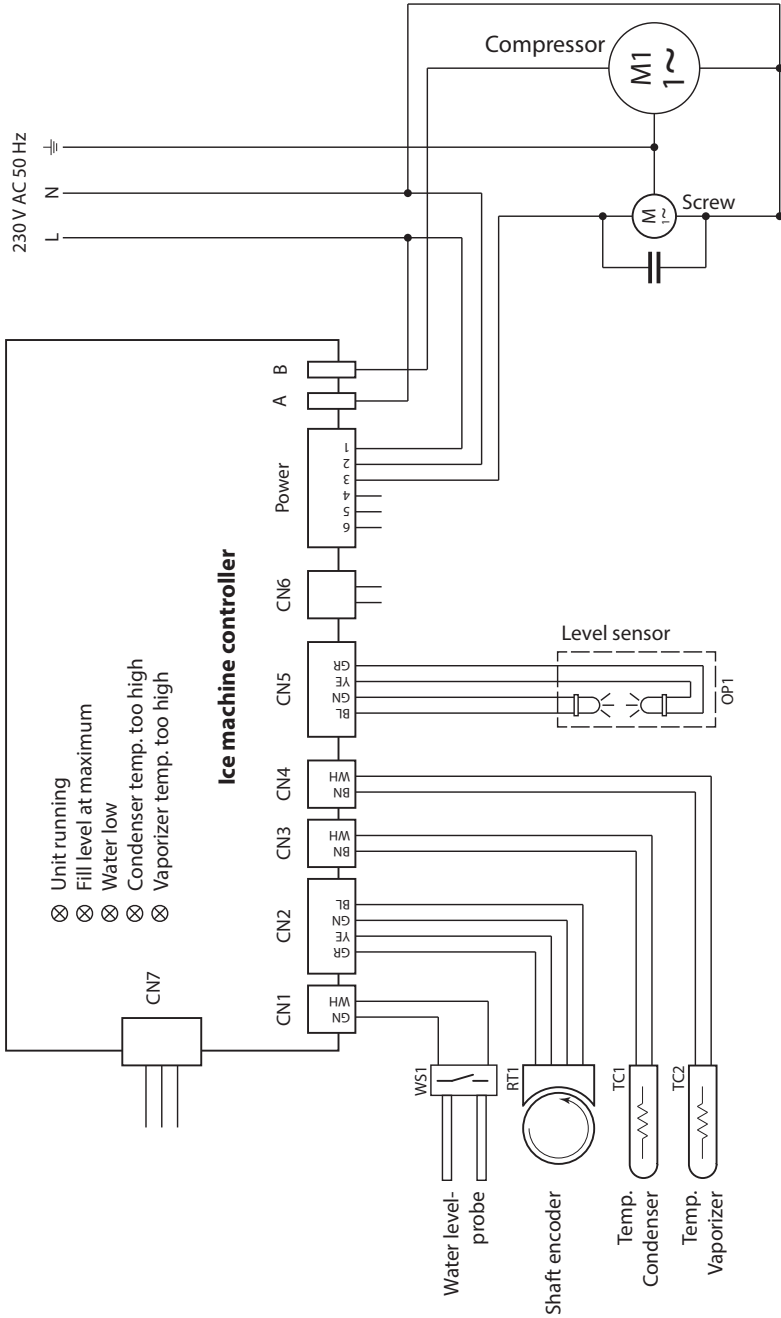 230 V AC 50 Hz
L
N
Compressor
M1
1~
Screw
M
1~
Unit running
Fill level at maximum
Water low
Condenser temp. too high
Vaporizer temp. too high
Ice machine controller
CN7
CN1
GN
WH
CN2
GR
YE
GN
BL
CN3
BN
WH
CN4
BN
WH
CN5
BL
GN
YE
GR
CN6
Power
6
5
4
3
2
1
A
B
Level sensor
OP1
WS1
Water level-
probe
RT1
Shaft encoder
TC1
Temp.
Condenser
TC2
Temp.
Vaporizer